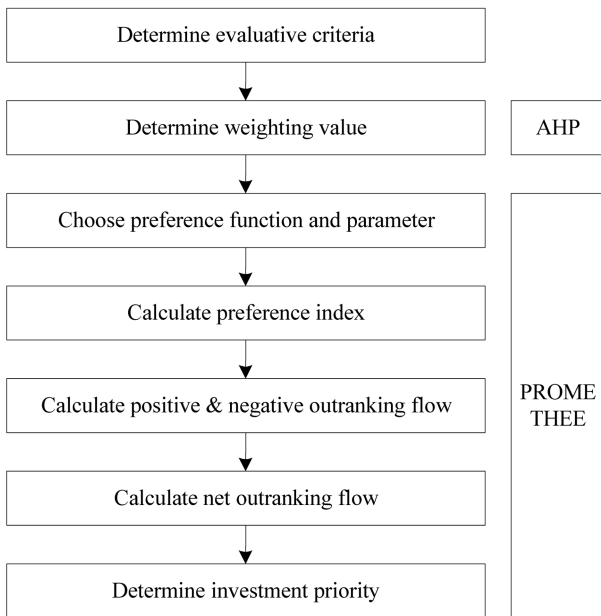 Determine evaluative criteria
Determine weighting value
AHP
Choose preference function and parameter
Calculate preference index
Calculate positive & negative outranking flow
PROME
THEE
Calculate net outranking flow
Determine investment priority